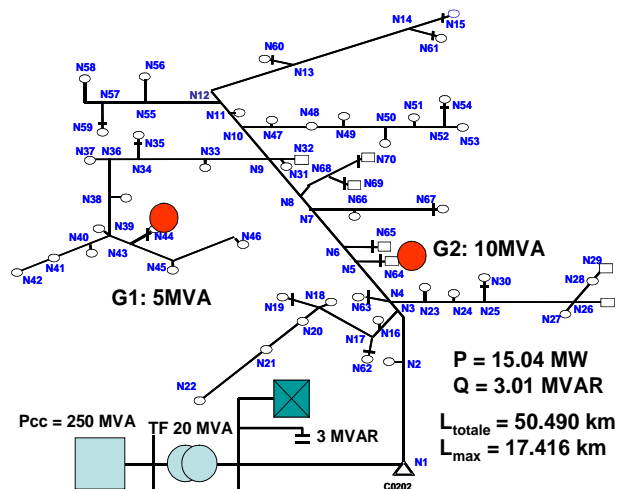 N14
N15
N60
N61
N58
N56
N13
N57
N12
N55
N11
N48
N51
N54
N50
N59
N10
N47
N49
N52
N53
N35
N32
N37
N36
N33
N70
N34
N9
N31
N68
N69
N38
N8
N67
N7
N66
N39
N44
N46
N65
G2: 10MVA
N40
N43
N6
N29
N41
N45
N5
N64
N28
N42
G1: 5MVA
N30
N19
N18
N63
N4
N3
N23
N24
N25
N26
N20
N16
N27
N17
N21
N62
N2
P = 15.04 MW
N22
Q = 3.01 MVAR
Pcc = 250 MVA
TF 20 MVA
Ltotale = 50.490 km
3 MVAR
Lmax = 17.416 km
N1
C0202